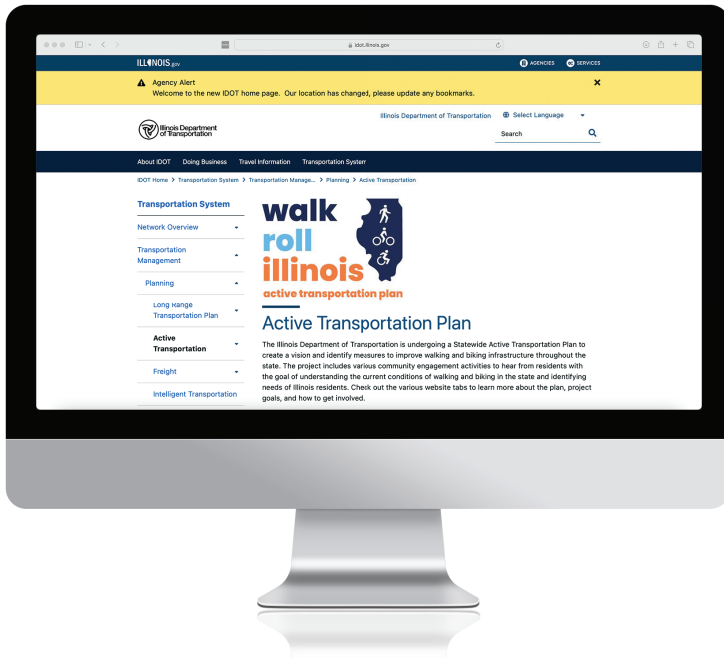 idot.illinois.gov
ILLINOIS.gov
AGENCIES
SERVICES
Agency Alert
Welcome to the new IDOT home page. Our location has changed, please update any bookmarks.
Illinois Department of Transportation
Select Language
Illinois Department
of Transportation
Search
About IDOT Doing Business Travel Information Transportation System
IDOT Home > Transportation System > Transportation Manage... > Planning > Active Transportation
Transportation System
Network Overview
Transportation
Management
Planning
Long Range
Transportation Plan
Active
Transportation
Freight
Intelligent Transportation
walk
roll
illinois
active transportation plan
Active Transportation Plan
The Illinois Department of Transportation is undergoing a Statewide Active Transportation Plan to
create a vision and identify measures to improve walking and biking infrastructure throughout the
state. The project includes various community engagement activities to hear from residents with
the goal of understanding the current conditions of walking and biking in the state and identifying
needs of Illinois residents. Check out the various website tabs to learn more about the plan, project
goals, and how to get involved.